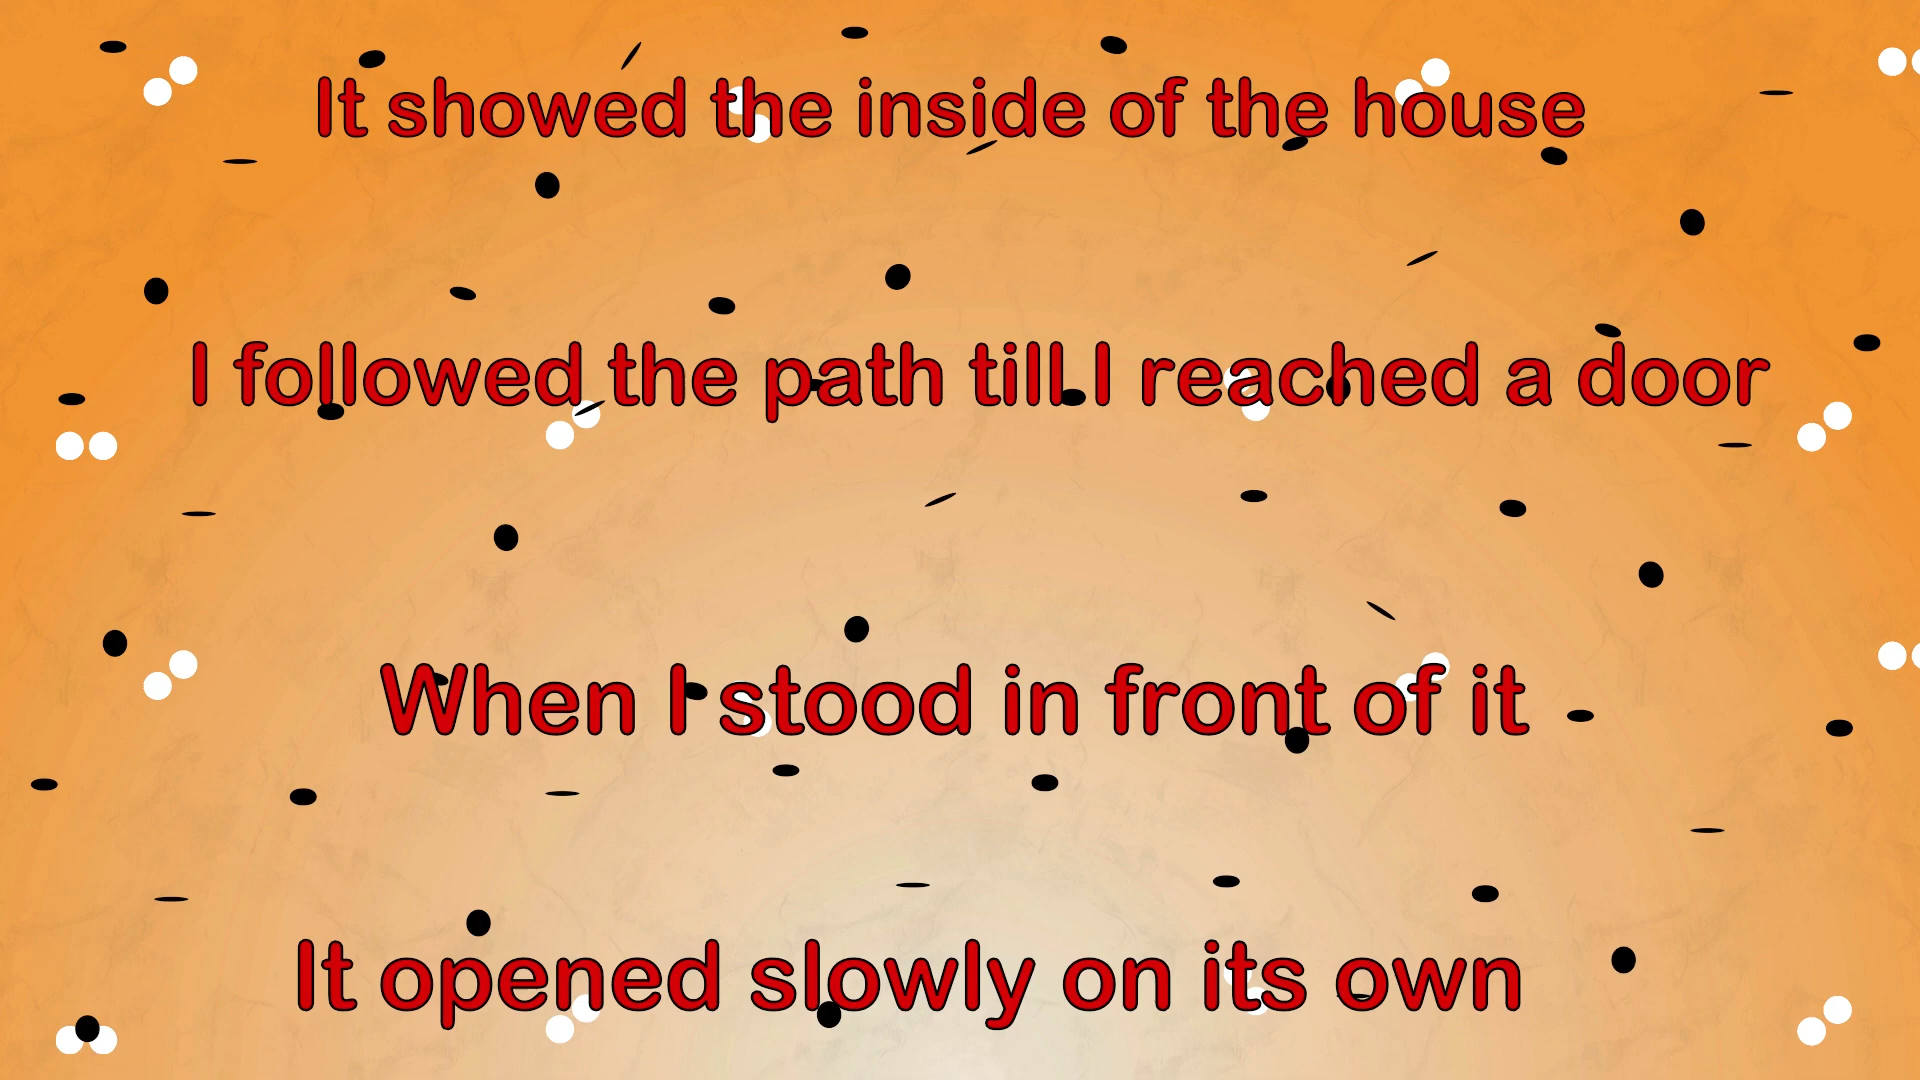 It showed the inside of the house
I followed the path till I reached a door
When I stood in front of it
It opened slowly on its own